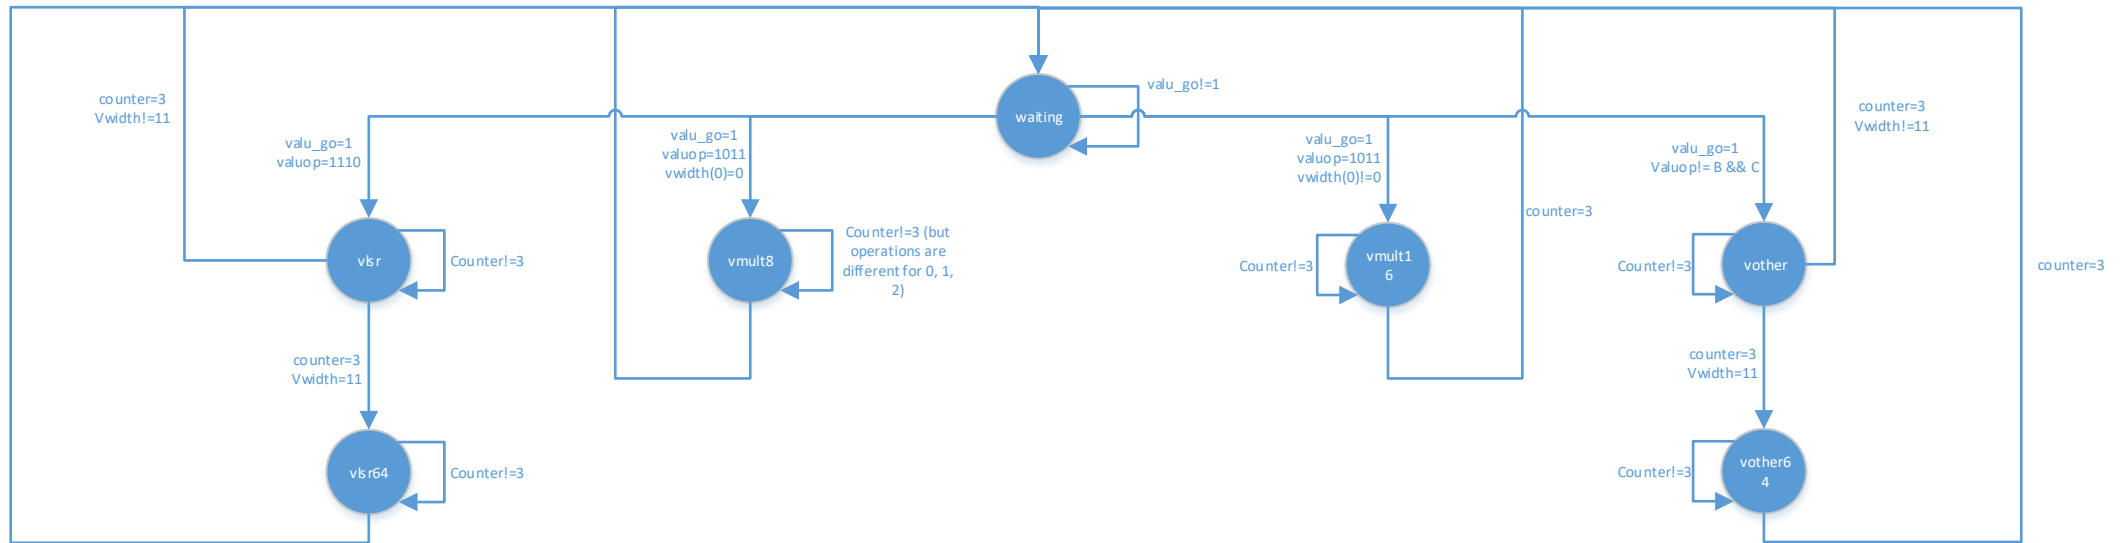 valu_go!=1
counter=3
Vwidth!=11
waiting
counter=3
Vwidth!=11
valu_go=1
valuop=1110
valu_go=1
valuop=1011
vwidth(0)=0
valu_go=1
valuop=1011
vwidth(0)!=0
valu_go=1
Valuop!= B && C
counter=3
vlsr
Counter!=3
vmult8
Counter!=3 (but
operations are
different for 0, 1,
2)
Counter!=3
vmult1
6
Counter!=3
vother
counter=3
counter=3
Vwidth=11
counter=3
Vwidth=11
vlsr64
Counter!=3
Counter!=3
vother6
4